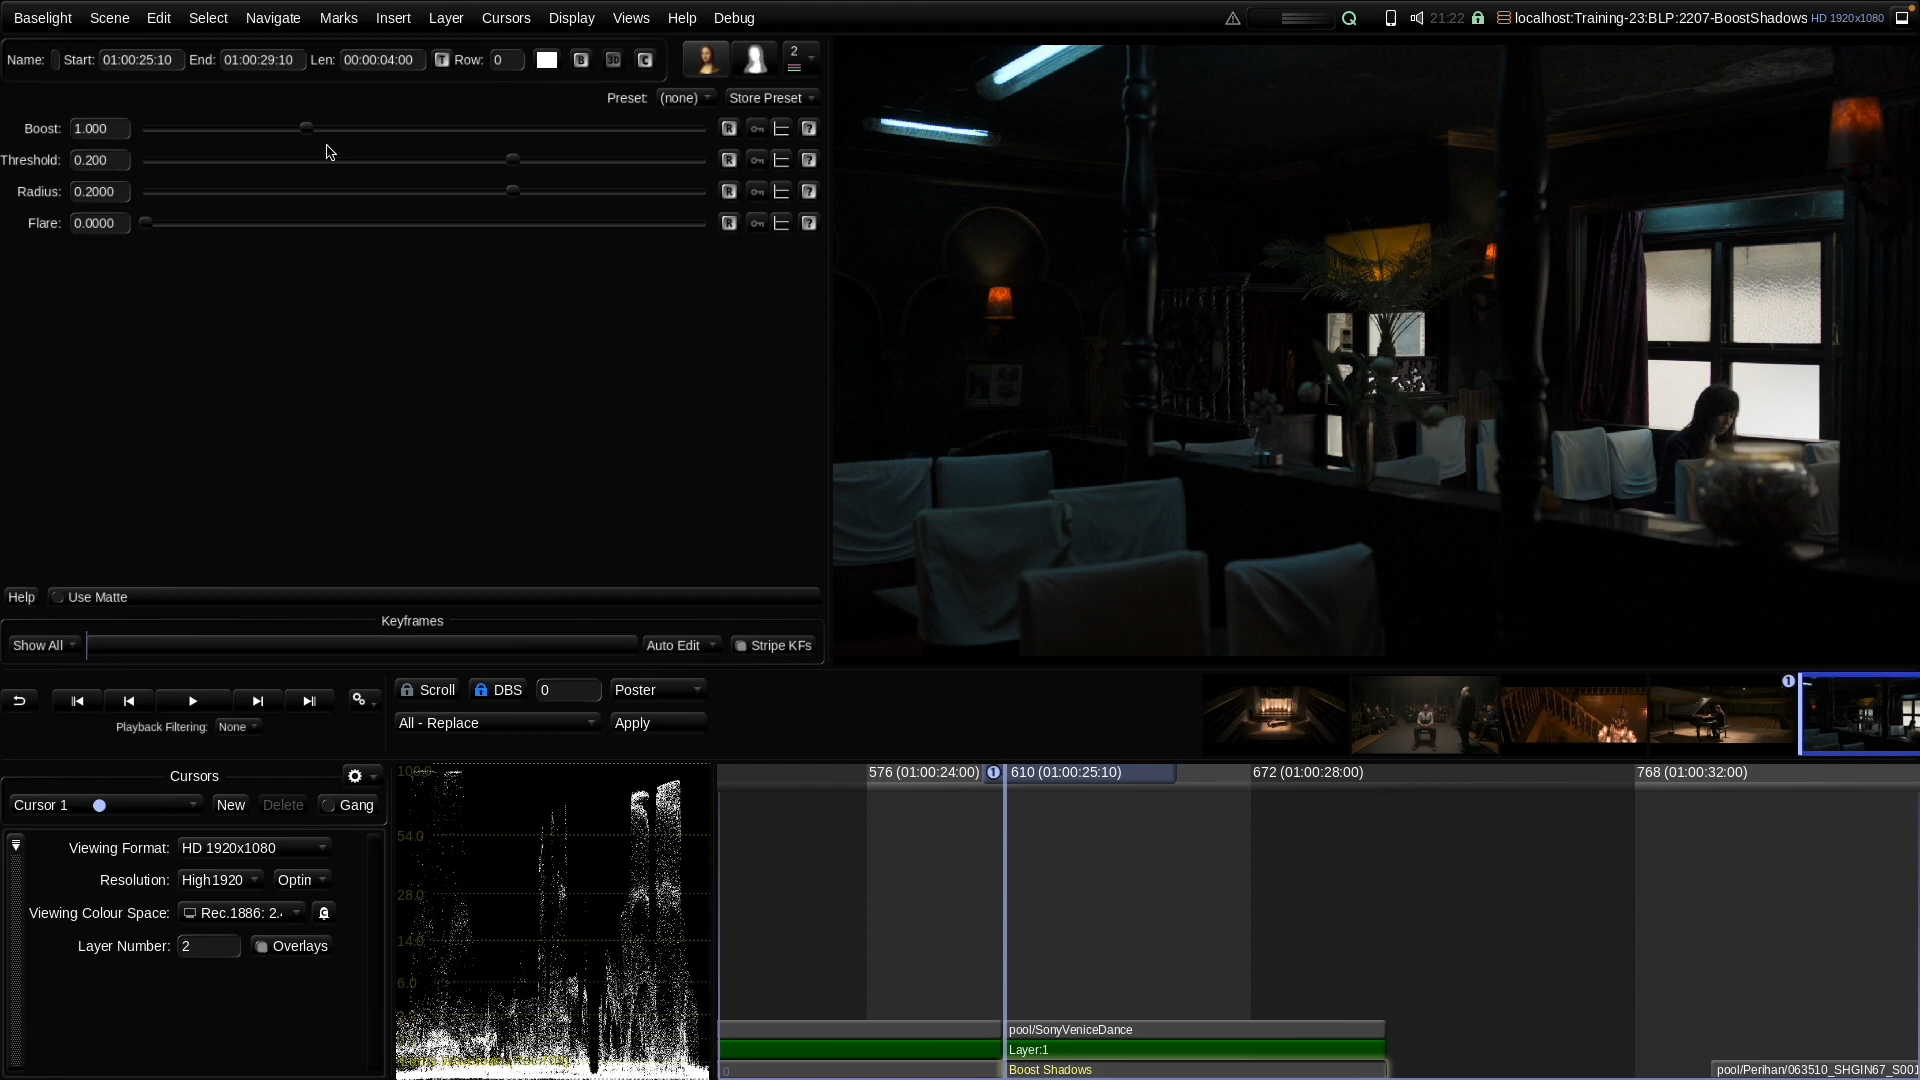 Baselight Scene Edit Select Navigate Marks Insert Layer Cursors Display Views Help Debug
21:22 localhost:Training-23:BLP:2207-BoostShadows HD 1920x1080
Name: Start: 01:00:25:10 End: 01:00:29:10 Len: 00:00:04:00 T Row: 0 B 3D C 2
Preset: (none) Store Preset
Boost: 1.000 R ?
Threshold: 0.200 R ?
Radius: 0.2000 R ?
Flare: 0.0000 R ?
Help Use Matte
Keyframes
Show All Auto Edit Stripe KFs
Scroll DBS 0 Poster
Playback Filtering: None
All - Replace Apply
1
Cursors
Cursor 1 New Delete Gang
Viewing Format: HD 1920x1080
Resolution: High1920 Optin
Viewing Colour Space: Rec.1886: 2.
Layer Number: 2 Overlays
100.0
54.0
28.0
14.0
6.0
576 (01:00:24:00) 1 610 (01:00:25:10) 672 (01:00:28:00) 768 (01:00:32:00)
pool/SonyVeniceDance
Layer:1
0 Boost Shadows pool/Perihan/063510_SHGIN67_S001